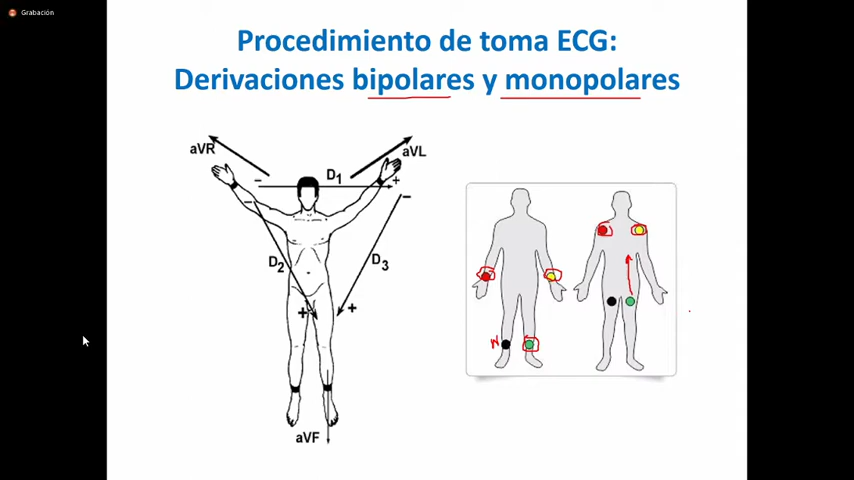 Grabación
Procedimiento de toma ECG:
Derivaciones bipolares y monopolares
aVR
aVL
D1
- +
- -
D2
D3
+ +
N
aVF